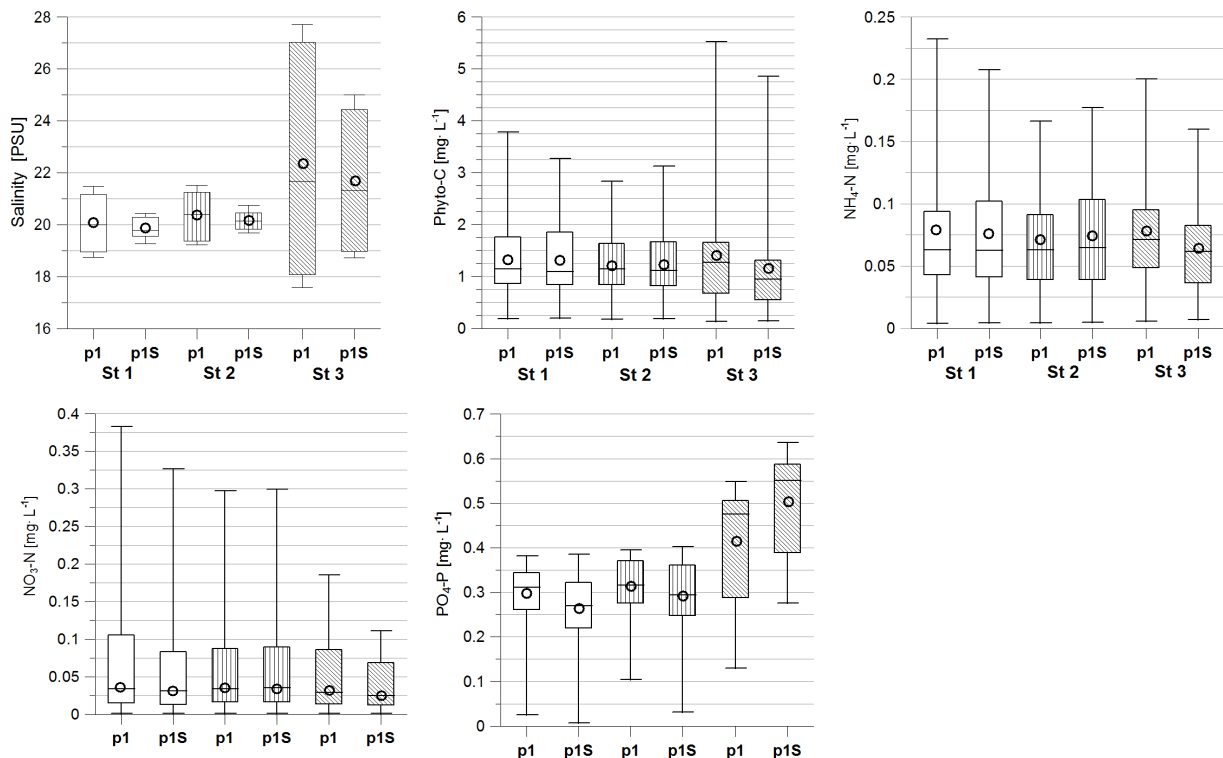 28
26
24
22
20
18
16
Salinity [PSU]
p1 p1S p1 p1S p1 p1S
St 1 St 2 St 3
6
5
4
3
2
1
0
Phyto-C [mg· L⁻¹]
p1 p1S p1 p1S p1 p1S
St 1 St 2 St 3
0.25
0.2
0.15
0.1
0.05
0
NH₄-N [mg·L⁻¹]
p1 p1S p1 p1S p1 p1S
St 1 St 2 St 3
0.4
0.35
0.3
0.25
0.2
0.15
0.1
0.05
0
NO₃-N [mg· L⁻¹]
p1 p1S p1 p1S p1 p1S
0.7
0.6
0.5
0.4
0.3
0.2
0.1
0
PO₄-P [mg· L⁻¹]
p1 p1S p1 p1S p1 p1S